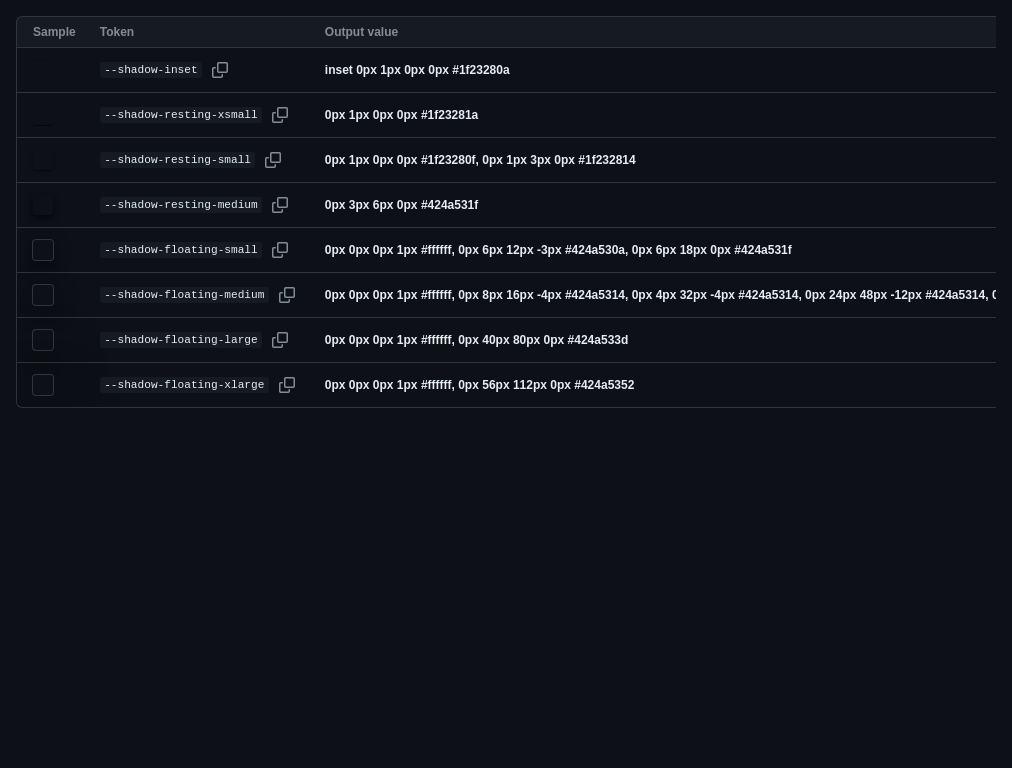 Sample Token Output value
--shadow-inset inset 0px 1px 0px 0px #1f23280a
--shadow-resting-xsmall 0px 1px 0px 0px #1f23281a
--shadow-resting-small 0px 1px 0px 0px #1f23280f, 0px 1px 3px 0px #1f232814
--shadow-resting-medium 0px 3px 6px 0px #424a531f
--shadow-floating-small 0px 0px 0px 1px #ffffff, 0px 6px 12px -3px #424a530a, 0px 6px 18px 0px #424a531f
--shadow-floating-medium 0px 0px 0px 1px #ffffff, 0px 8px 16px -4px #424a5314, 0px 4px 32px -4px #424a5314, 0px 24px 48px -12px #424a5314,
--shadow-floating-large 0px 0px 0px 1px #ffffff, 0px 40px 80px 0px #424a533d
--shadow-floating-xlarge 0px 0px 0px 1px #ffffff, 0px 56px 112px 0px #424a5352